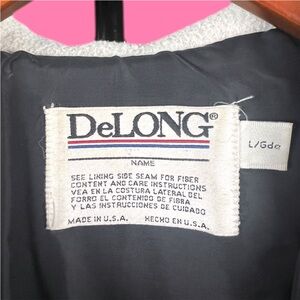 DeLONG®
L/Gde
NAME
SEE LINING SIDE SEAM FOR FIBER
CONTENT AND CARE INSTRUCTIONS
VEA EN LA COSTURA LATERAL DEL
FORRO EL CONTENIDO DE FIBRA
Y LAS INSTRUCCIONES DE CUIDADO
MADE IN U.S.A. HECHO EN U.S.A.